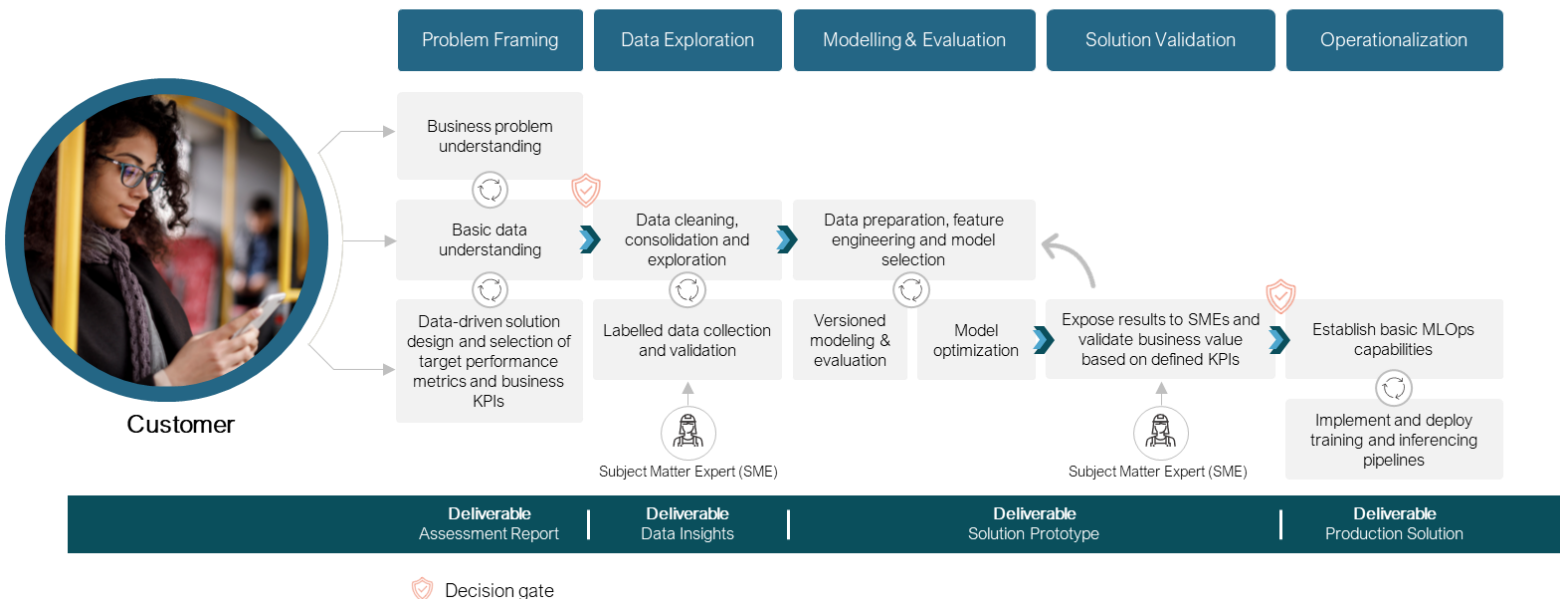 Problem Framing
Data Exploration
Modelling & Evaluation
Solution Validation
Operationalization
Business problem
understanding
Basic data
understanding
Data-driven solution
design and selection of
target performance
metrics and business
KPIs
Data cleaning,
consolidation and
exploration
Labelled data collection
and validation
Subject Matter Expert (SME)
Data preparation, feature
engineering and model
selection
Versioned
modeling &
evaluation
Model
optimization
Expose results to SMEs and
validate business value
based on defined KPIs
Subject Matter Expert (SME)
Establish basic MLOps
capabilities
Implement and deploy
training and inferencing
pipelines
Customer
Deliverable
Assessment Report
Deliverable
Data Insights
Deliverable
Solution Prototype
Deliverable
Production Solution
Decision gate